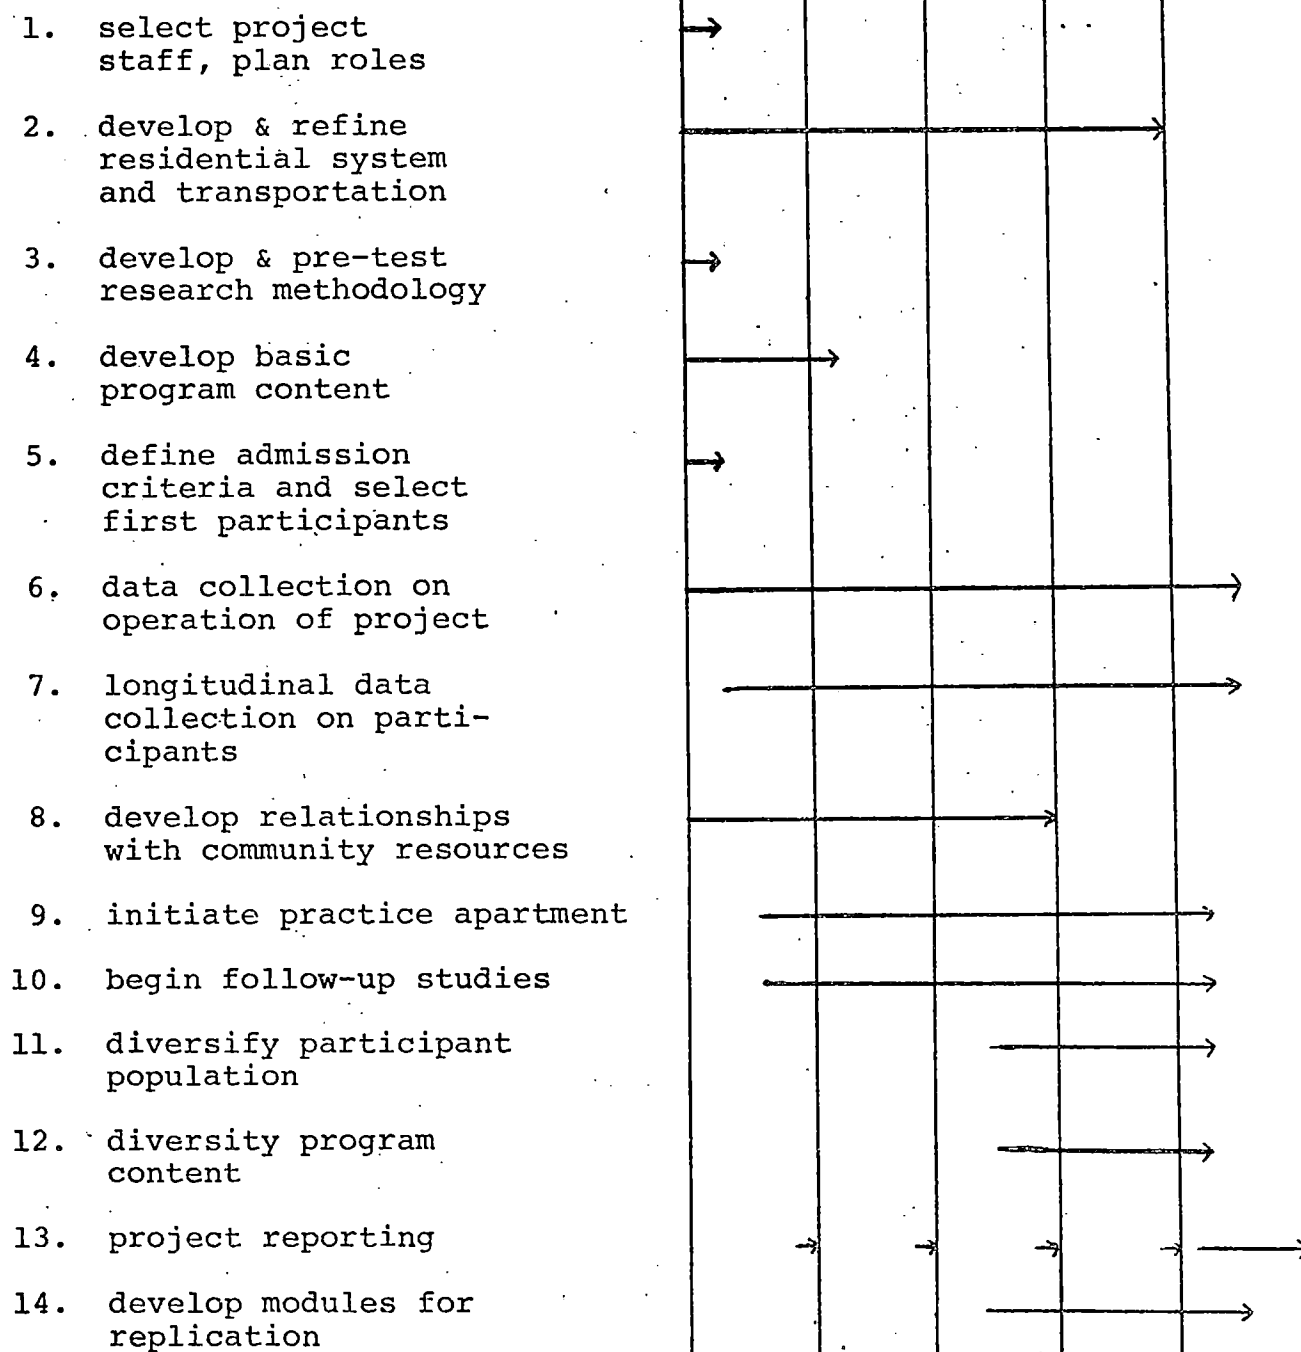 1. select project
staff, plan roles
2. develop & refine
residential system
and transportation
3. develop & pre-test
research methodology
4. develop basic
program content
5. define admission
criteria and select
first participants
6. data collection on
operation of project
7. longitudinal data
collection on parti-
cipants
8. develop relationships
with community resources
9. initiate practice apartment
10. begin follow-up studies
11. diversify participant
population
12. diversity program
content
13. project reporting
14. develop modules for
replication